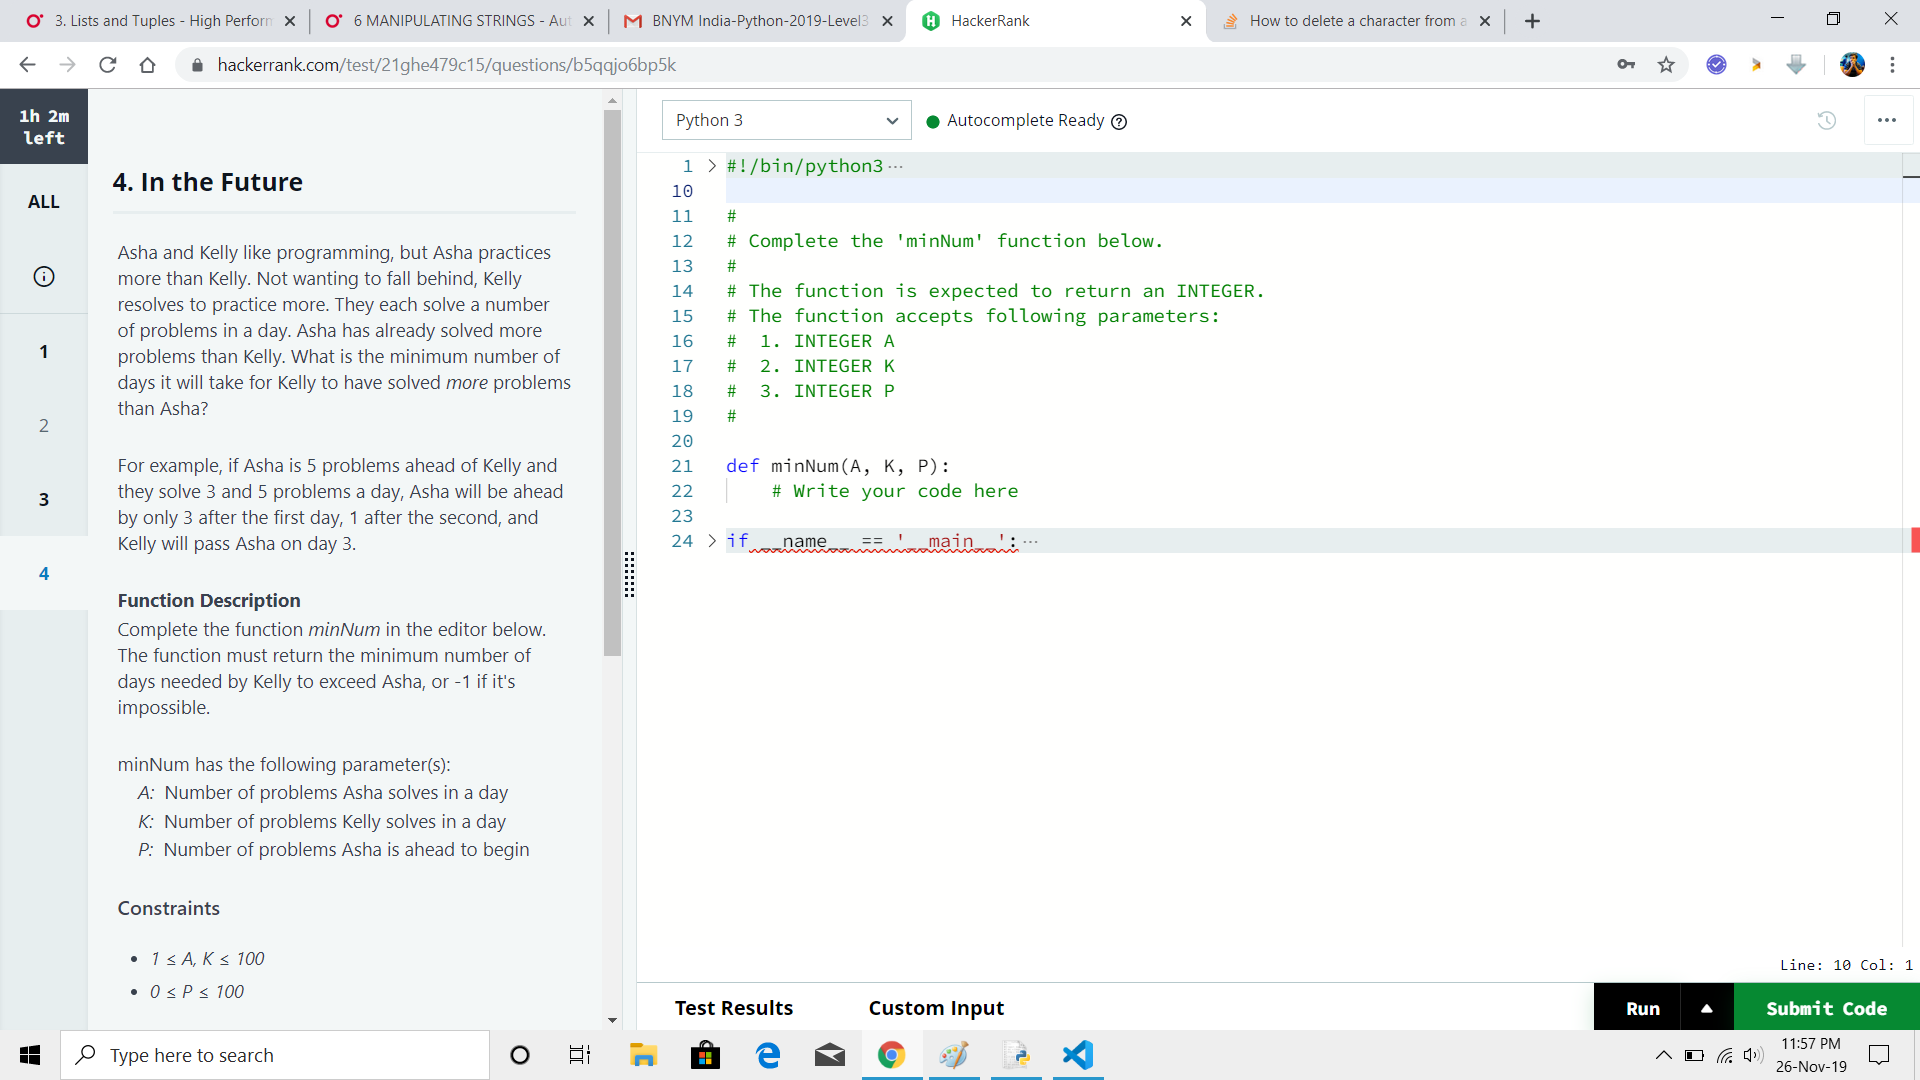 3. Lists and Tuples - High Perform
6 MANIPULATING STRINGS - Aut
BNYM India-Python-2019-Level3
HackerRank
How to delete a character from a
hackerrank.com/test/21ghe479c15/questions/b5qqjo6bp5k
1h 2m
left
ALL
1
2
3
4
4. In the Future
Asha and Kelly like programming, but Asha practices
more than Kelly. Not wanting to fall behind, Kelly
resolves to practice more. They each solve a number
of problems in a day. Asha has already solved more
problems than Kelly. What is the minimum number of
days it will take for Kelly to have solved more problems
than Asha?
For example, if Asha is 5 problems ahead of Kelly and
they solve 3 and 5 problems a day, Asha will be ahead
by only 3 after the first day, 1 after the second, and
Kelly will pass Asha on day 3.
Function Description
Complete the function minNum in the editor below.
The function must return the minimum number of
days needed by Kelly to exceed Asha, or -1 if it's
impossible.
minNum has the following parameter(s):
A: Number of problems Asha solves in a day
K: Number of problems Kelly solves in a day
P: Number of problems Asha is ahead to begin
Constraints
• 1 ≤ A, K ≤ 100
• 0 ≤ P ≤ 100
Python 3
Autocomplete Ready
1 #!/bin/python3 ...
10
11 #
12 # Complete the 'minNum' function below.
13 #
14 # The function is expected to return an INTEGER.
15 # The function accepts following parameters:
16 #  1. INTEGER A
17 #  2. INTEGER K
18 #  3. INTEGER P
19 #
20
21 def minNum(A, K, P):
22     # Write your code here
23
24 if __name__ == '__main__': ...
Line: 10 Col: 1
Test Results
Custom Input
Run
Submit Code
Type here to search
11:57 PM
26-Nov-19